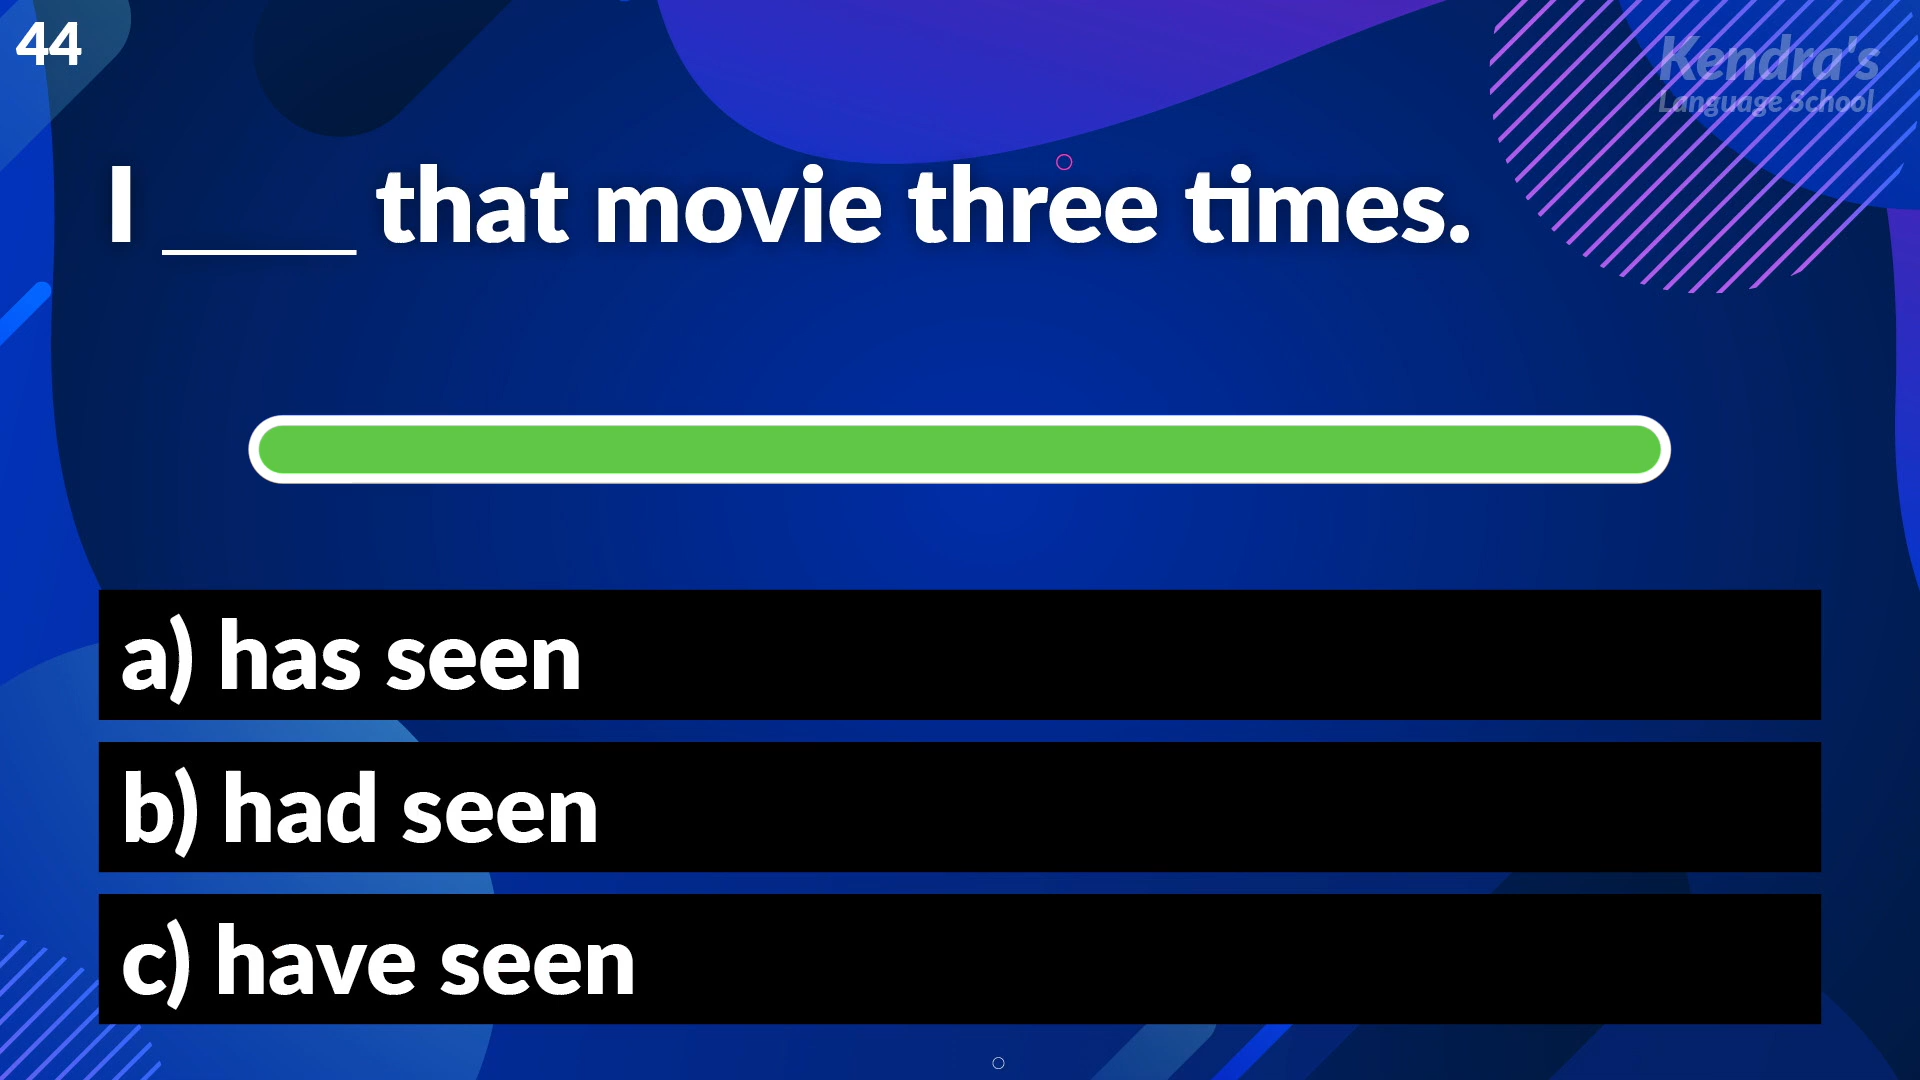 44
Kendra's
Language School
I ____ that movie three times.
a) has seen
b) had seen
c) have seen